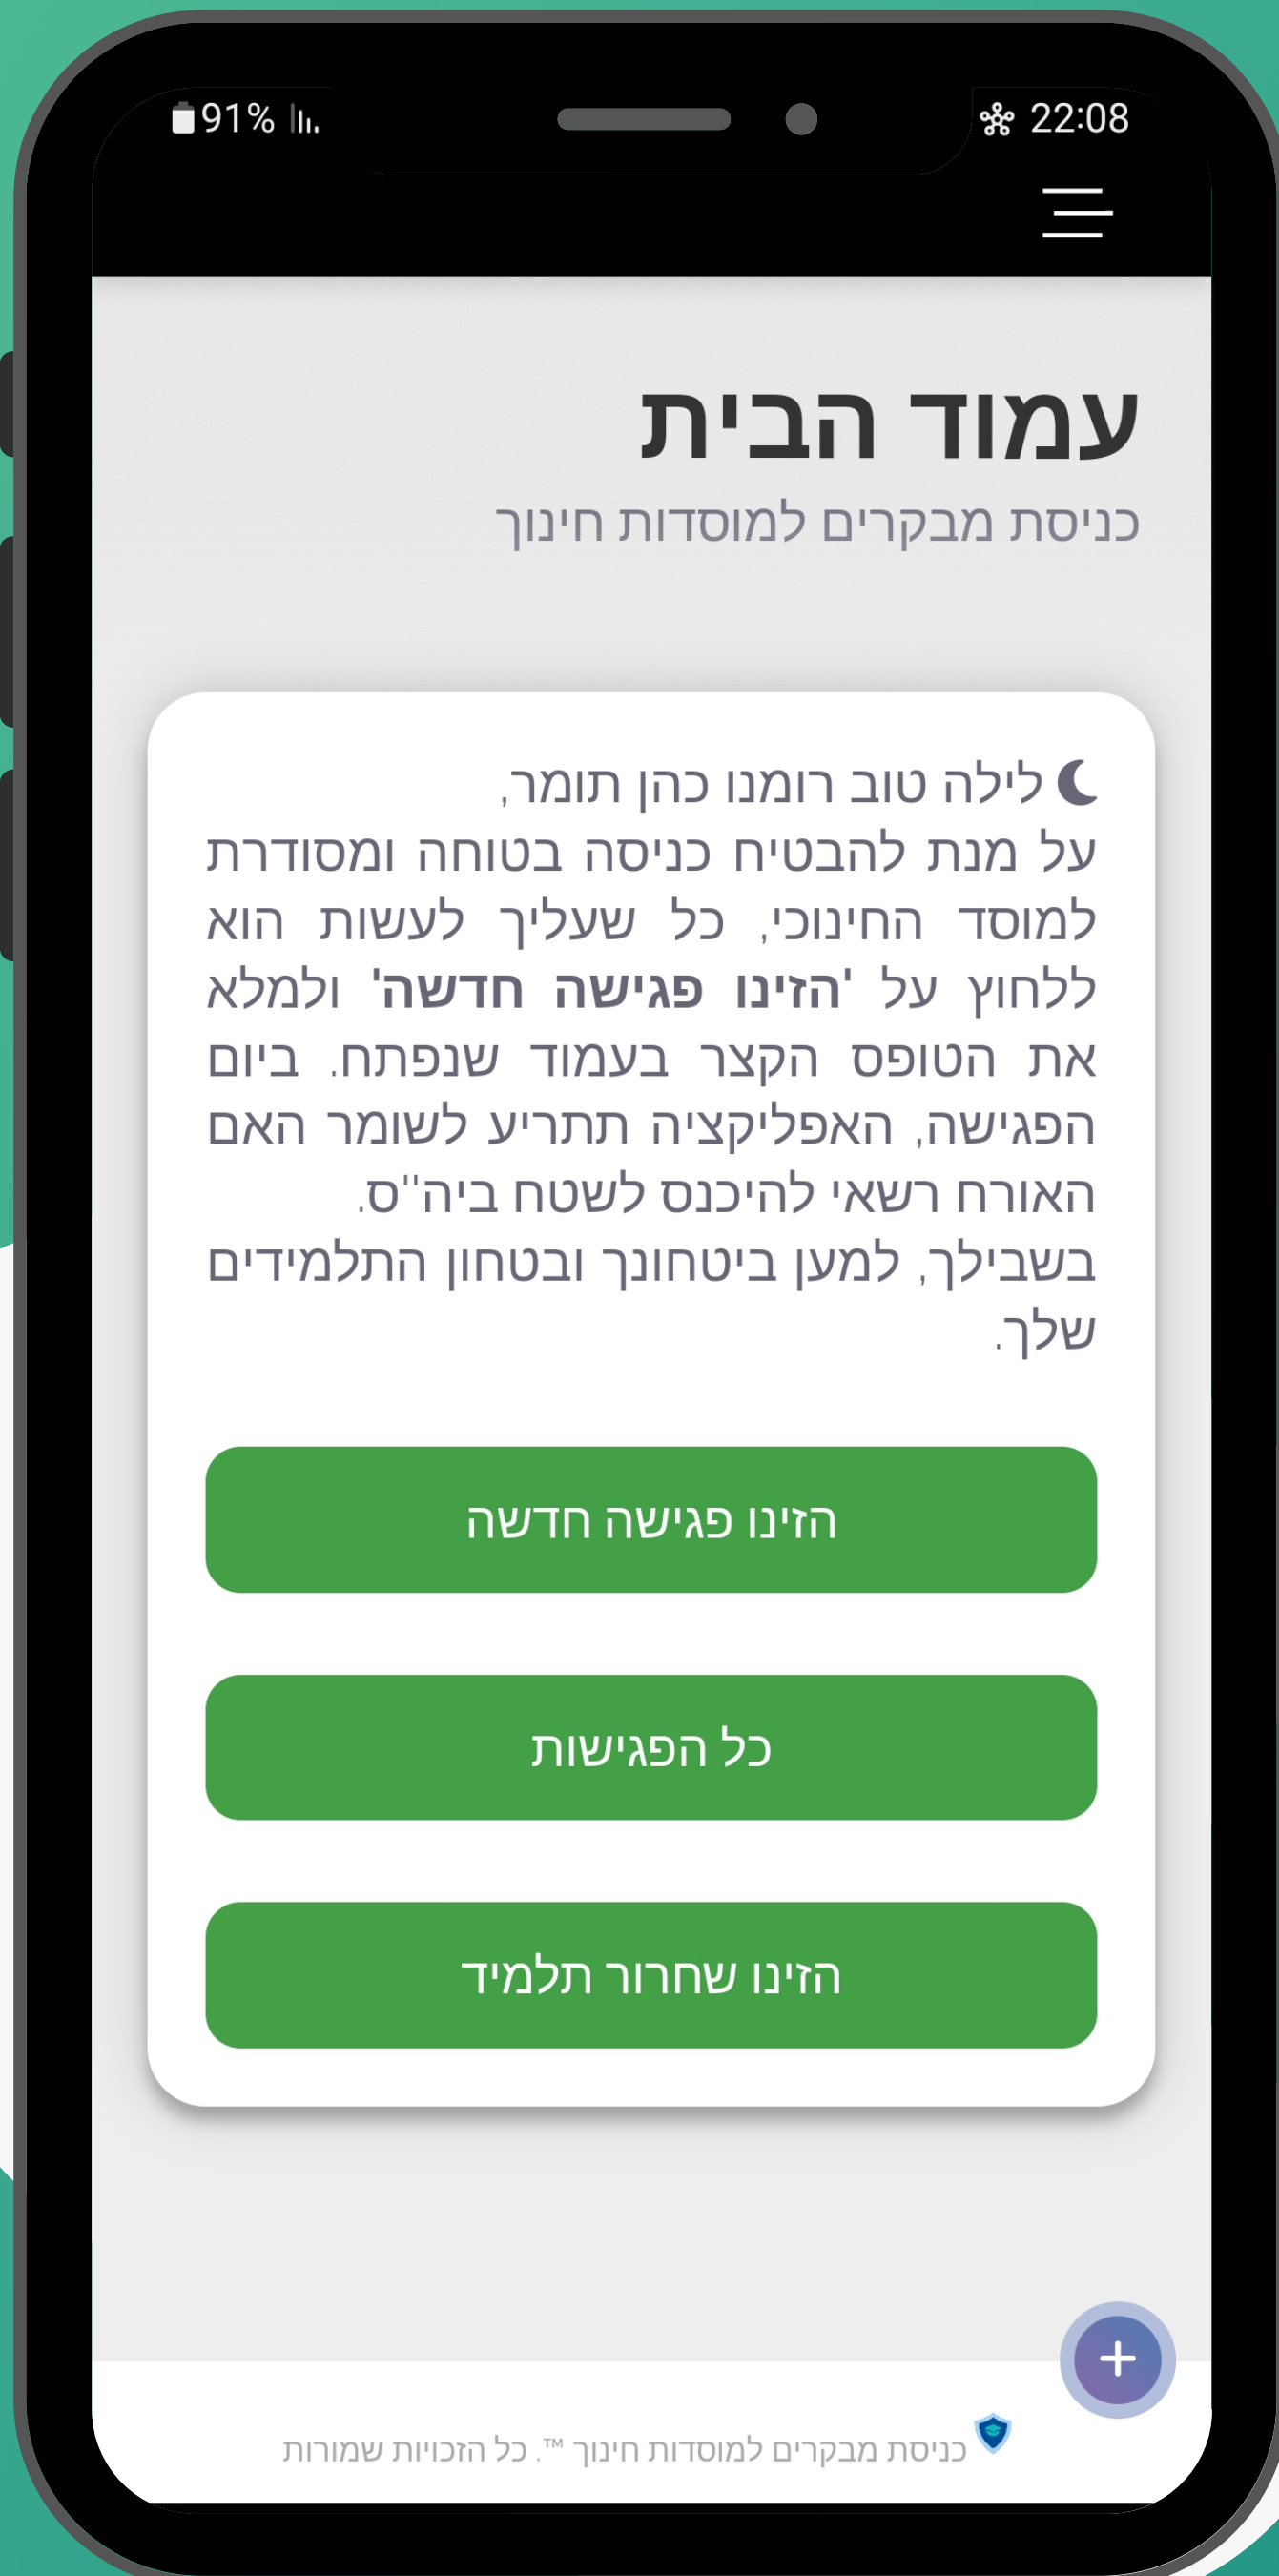 91%
22:08
עמוד הבית
כניסת מבקרים למוסדות חינוך
לילה טוב רומנו כהן תומר,
על מנת להבטיח כניסה בטוחה ומסודרת
למוסד החינוכי, כל שעליך לעשות הוא
ללחוץ על 'הזינו פגישה חדשה' ולמלא
את הטופס הקצר בעמוד שנפתח. ביום
הפגישה, האפליקציה תתריע לשומר האם
האורח רשאי להיכנס לשטח ביה''ס.
בשבילך, למען ביטחונך ובטחון התלמידים
שלך.
הזינו פגישה חדשה
כל הפגישות
הזינו שחרור תלמיד
+
כניסת מבקרים למוסדות חינוך ™. כל הזכויות שמורות